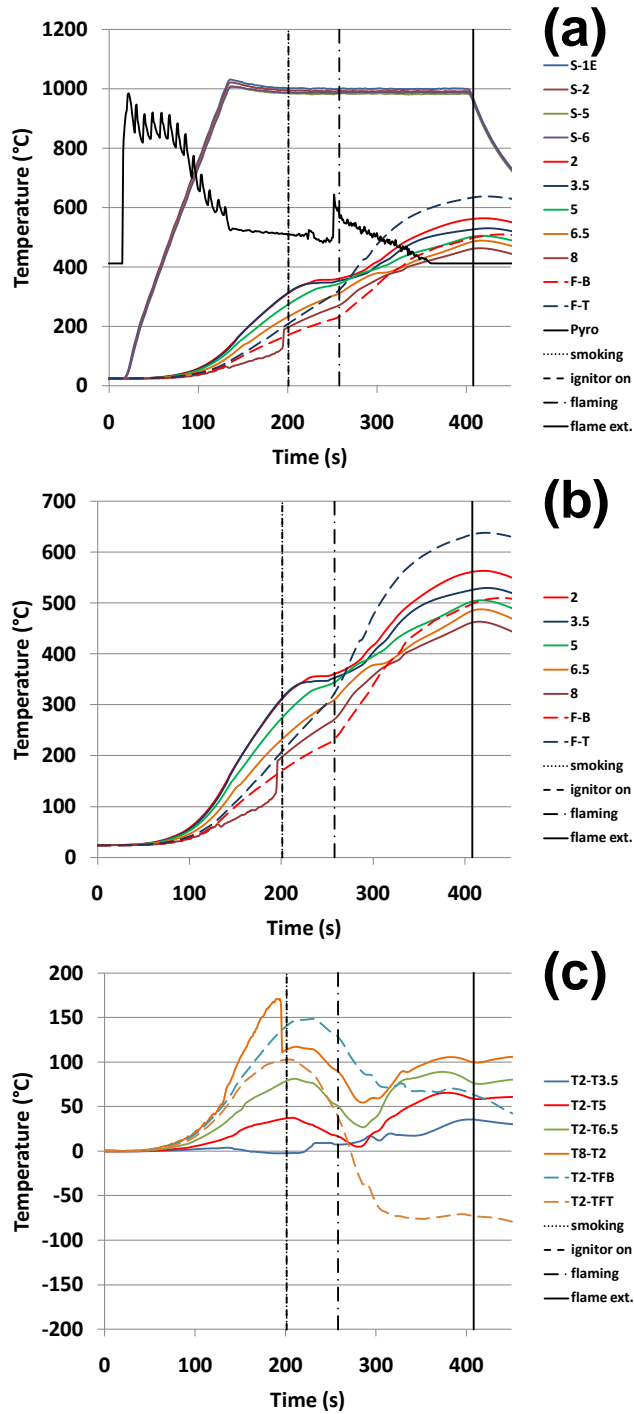 (a)
1200
1000
800
600
400
200
0
Temperature (°C)
0 100 200 300 400
Time (s)
S-1E
S-2
S-5
S-6
2
3.5
5
6.5
8
F-B
F-T
Pyro
smoking
ignitor on
flaming
flame ext.
(b)
700
600
500
400
300
200
100
0
Temperature (°C)
0 100 200 300 400
Time (s)
2
3.5
5
6.5
8
F-B
F-T
smoking
ignitor on
flaming
flame ext.
(c)
200
150
100
50
0
-50
-100
-150
-200
Temperature (°C)
0 100 200 300 400
Time (s)
T2-T3.5
T2-T5
T2-T6.5
T8-T2
T2-TFB
T2-TFT
smoking
ignitor on
flaming
flame ext.